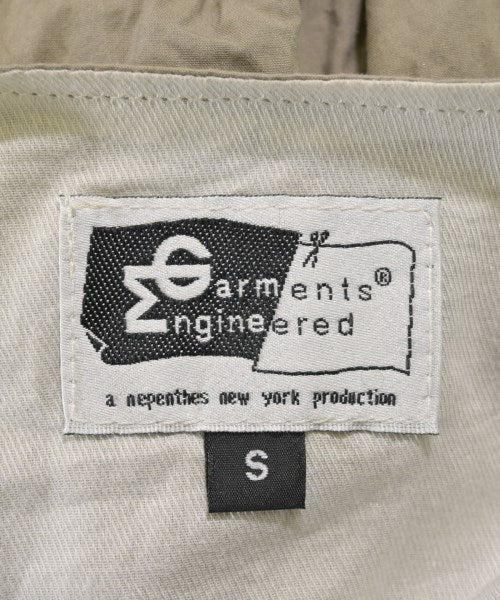 Garments®
Engineered
a nepenthes new york production
S